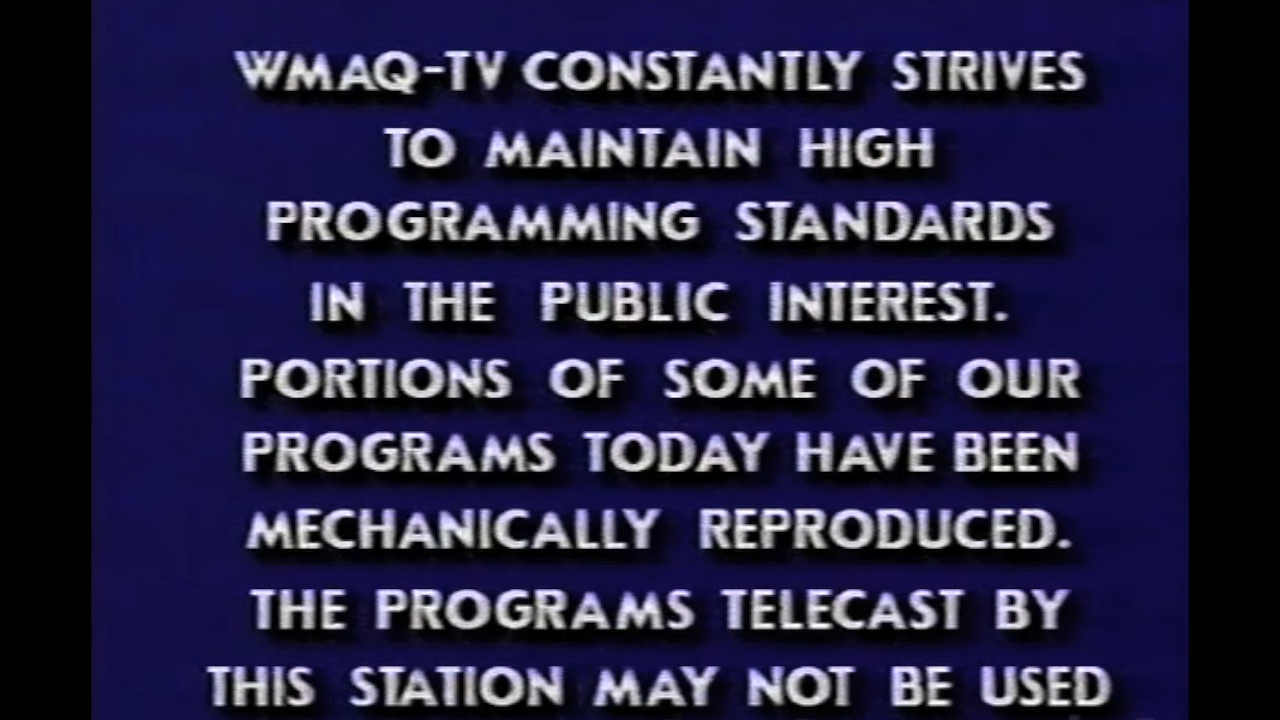 WMAQ-TV CONSTANTLY STRIVES
TO MAINTAIN HIGH
PROGRAMMING STANDARDS
IN THE PUBLIC INTEREST.
PORTIONS OF SOME OF OUR
PROGRAMS TODAY HAVE BEEN
MECHANICALLY REPRODUCED.
THE PROGRAMS TELECAST BY
THIS STATION MAY NOT BE USED